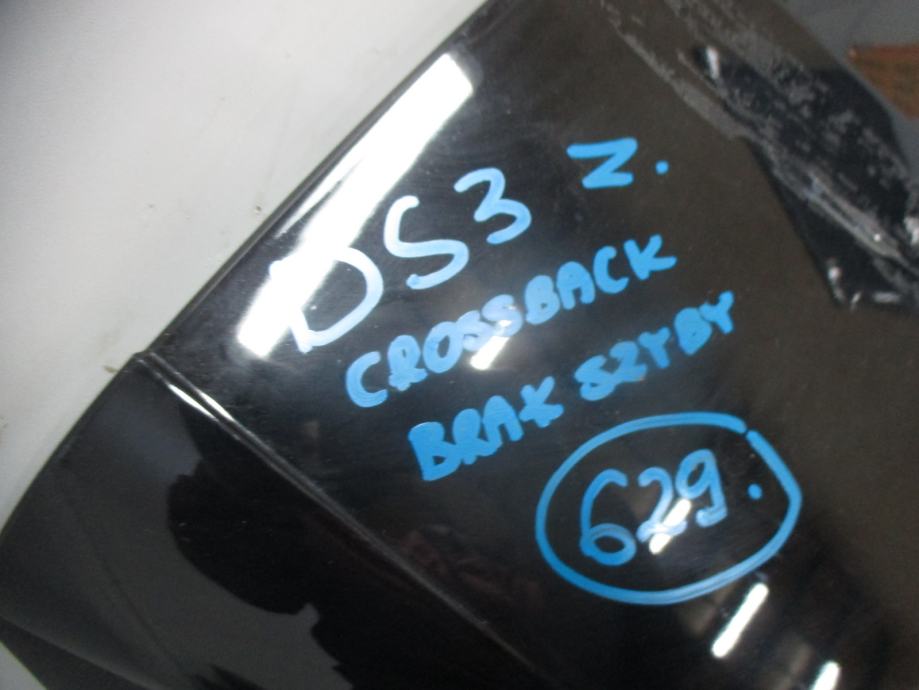 DS3 N.
CROSSBACK
BRAK SZYBY
629.